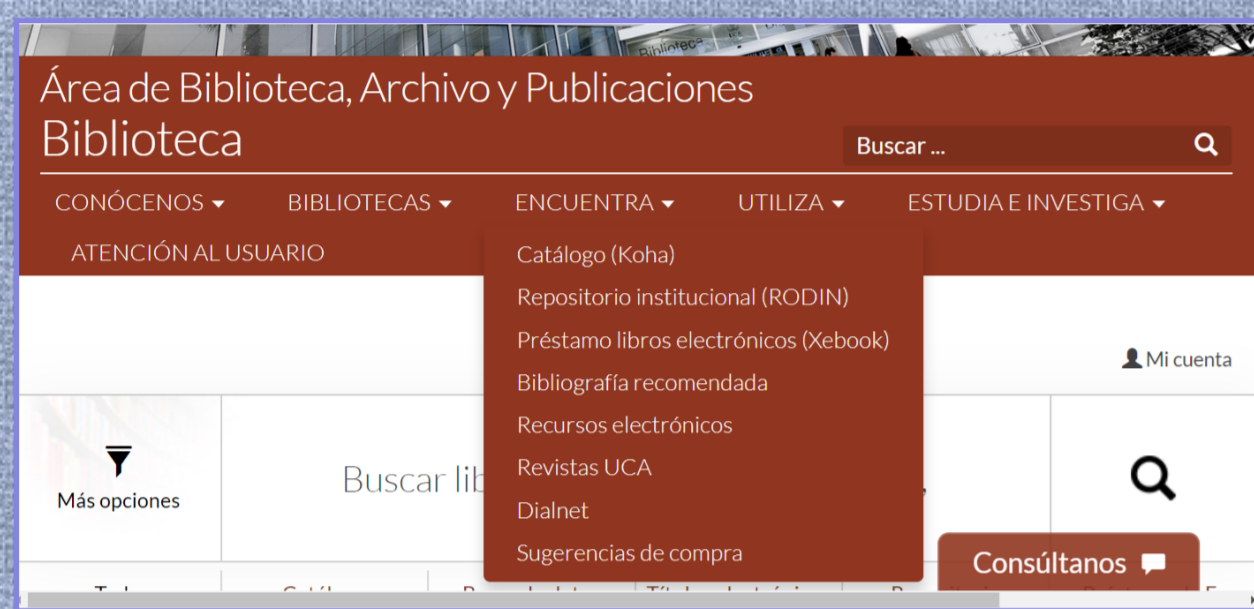 Biblioteca
Área de Biblioteca, Archivo y Publicaciones
Biblioteca
Buscar ...
CONÓCENOS BIBLIOTECAS ENCUENTRA UTILIZA ESTUDIA E INVESTIGA
ATENCIÓN AL USUARIO
Catálogo (Koha)
Repositorio institucional (RODIN)
Préstamo libros electrónicos (Xebook)
Mi cuenta
Bibliografía recomendada
Recursos electrónicos
Revistas UCA
Dialnet
Sugerencias de compra
Más opciones
Buscar
Consúltanos